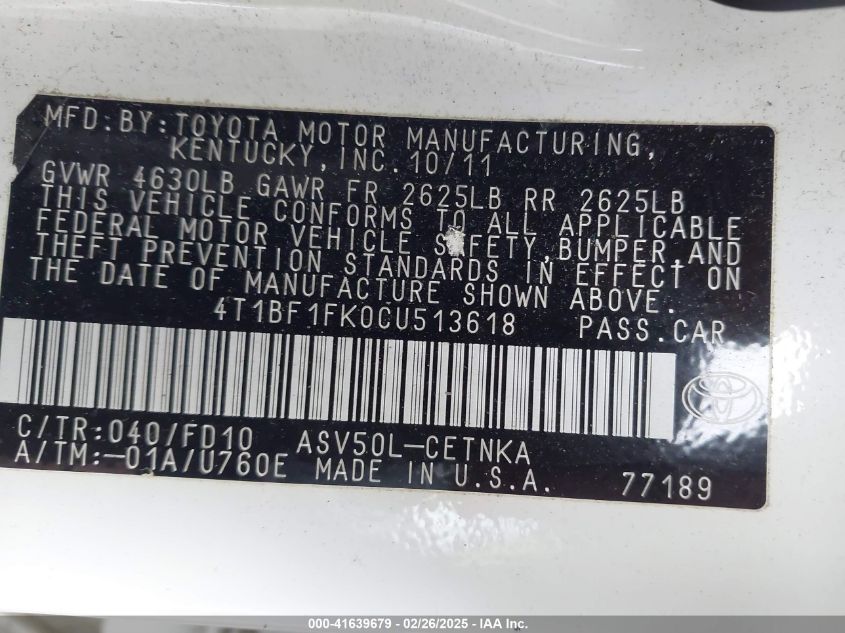 MFD.BY:TOYOTA MOTOR MANUFACTURING,
KENTUCKY,INC. 10/11
GVWR 4630LB GAWR FR 2625LB RR 2625LB
THIS VEHICLE CONFORMS TO ALL APPLICABLE
FEDERAL MOTOR VEHICLE SAFETY,BUMPER,AND
THEFT PREVENTION STANDARDS IN EFFECT ON
THE DATE OF MANUFACTURE SHOWN ABOVE.
4T1BF1FK0CU513618 PASS.CAR
C/TR:040/FD10 ASV50L-CETNKA
A/TM:-01A/U760E MADE IN U.S.A. 77189
000-41639679 - 02/26/2025 - IAA Inc.